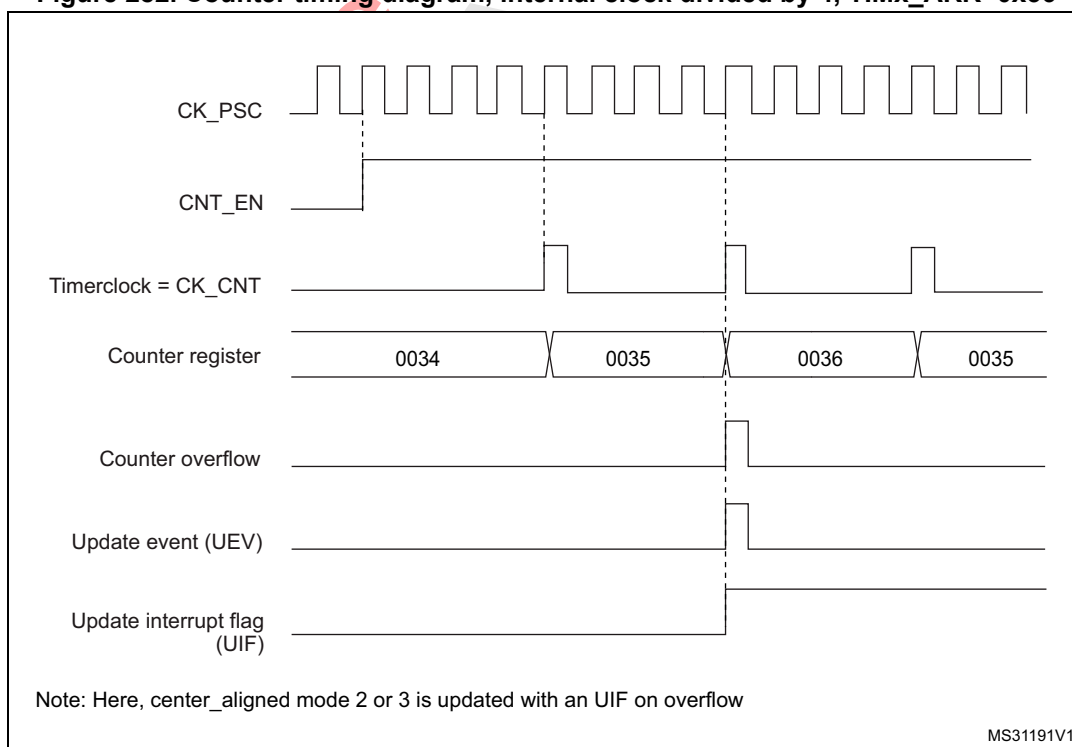 CK_PSC
CNT_EN
Timerclock = CK_CNT
Counter register
0034
0035
0036
0035
Counter overflow
Update event (UEV)
Update interrupt flag
(UIF)
Note: Here, center_aligned mode 2 or 3 is updated with an UIF on overflow
MS31191V1